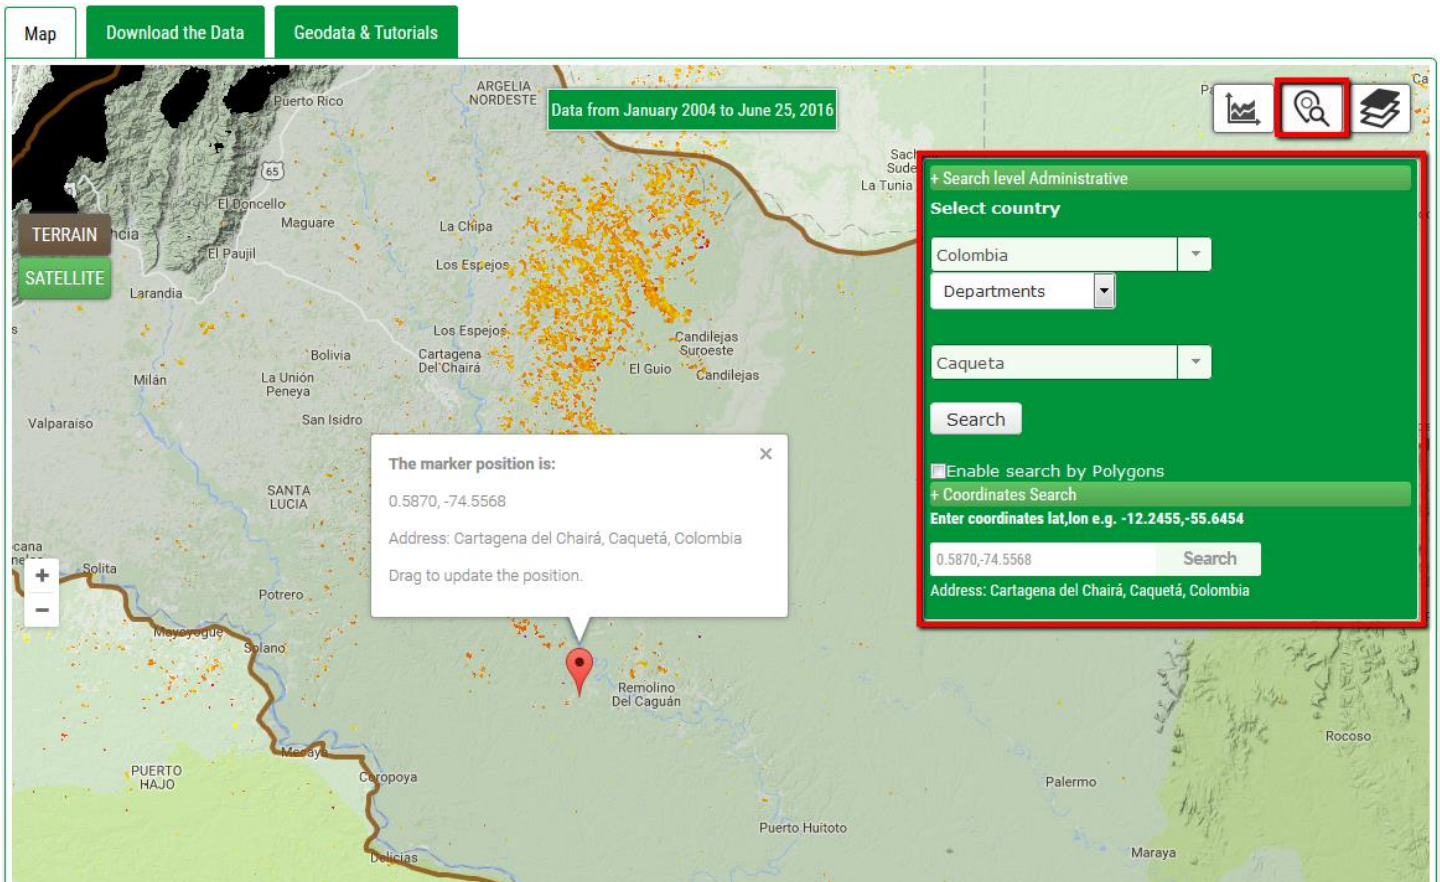 Map
Download the Data
Geodata & Tutorials
ARGELIA
NORDESTE
Puerto Rico
Data from January 2004 to June 25, 2016
65
La Tunia
+ Search level Administrative
Select country
El Doncello
Maguare
La Chipa
TERRAIN
El Paujil
Los Espejos
Colombia
SATELLITE
Larandia
Departments
Los Espejos
Candilejas
Suroeste
Bolivia
Cartagena
Del Chairá
El Guio
Candilejas
Caqueta
Milán
La Unión
Peneya
San Isidro
Valparaíso
Search
The marker position is:
×
0.5870, -74.5568
Address: Cartagena del Chairá, Caquetá, Colombia
Drag to update the position.
Enable search by Polygons
+ Coordinates Search
Enter coordinates lat,lon e.g. -12.2455,-55.6454
0.5870,-74.5568
Search
Address: Cartagena del Chairá, Caquetá, Colombia
SANTA
LUCIA
Solita
+
−
Potrero
Mayoyogue
Solano
Remolino
Del Caguán
Mecaya
Rocoso
PUERTO
HAJO
Coropoya
Palermo
Puerto Huitoto
Maraya
Delicias